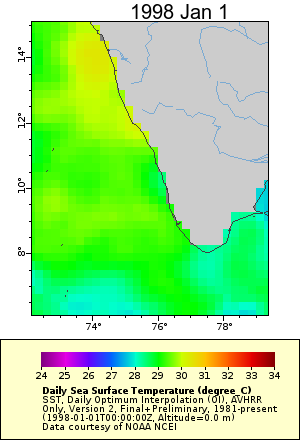 1998 Jan 1
14°
12°
10°
8°
74° 76° 78°
24 25 26 27 28 29 30 31 32 33 34
Daily Sea Surface Temperature (degree_C)
SST, Daily Optimum Interpolation (OI), AVHRR
Only, Version 2, Final+Preliminary, 1981-present
(1998-01-01T00:00:00Z, Altitude=0.0 m)
Data courtesy of NOAA NCEI